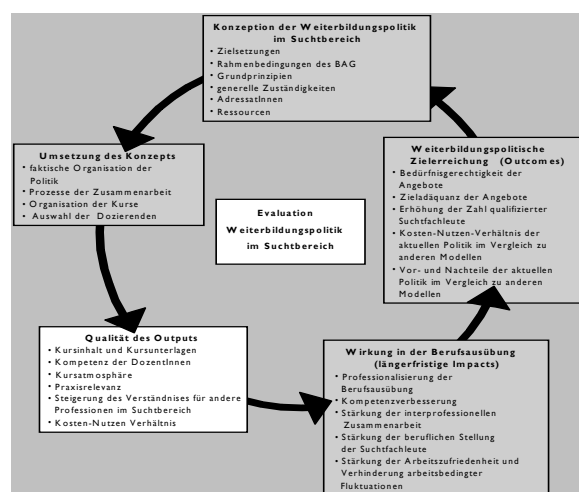 Konzeption der Weiterbildungspolitik
im Suchtbereich
• Zielsetzungen
• Rahmenbedingungen des BAG
• Grundprinzipien
• generelle Zuständigkeiten
• AdressatInnen
• Ressourcen
Umsetzung des Konzepts
• faktische Organisation der
Politik
• Prozesse der Zusammenarbeit
• Organisation der Kurse
• Auswahl der Dozierenden
Evaluation
Weiterbildungspolitik
im Suchtbereich
Weiterbildungspolitische
Zielerreichung (Outcomes)
• Bedürfnisgerechtigkeit der
Angebote
• Zieladäquanz der Angebote
• Erhöhung der Zahl qualifizierter
Suchtfachleute
• Kosten-Nutzen-Verhältnis der
aktuellen Politik im Vergleich zu
anderen Modellen
• Vor- und Nachteile der aktuellen
Politik im Vergleich zu anderen
Modellen
Qualität des Outputs
• Kursinhalt und Kursunterlagen
• Kompetenz der DozentInnen
• Kursatmosphäre
• Praxisrelevanz
• Steigerung des Verständnises für andere
Professionen im Suchtbereich
• Kosten-Nutzen Verhältnis
Wirkung in der Berufsausübung
(längerfristige Impacts)
• Professionalisierung der
Berufsausübung
• Kompetenzverbesserung
• Stärkung der interprofessionellen
Zusammenarbeit
• Stärkung der beruflichen Stellung
der Suchtfachleute
• Stärkung der Arbeitszufriedenheit und
Verhinderung arbeitsbedingter
Fluktuationen